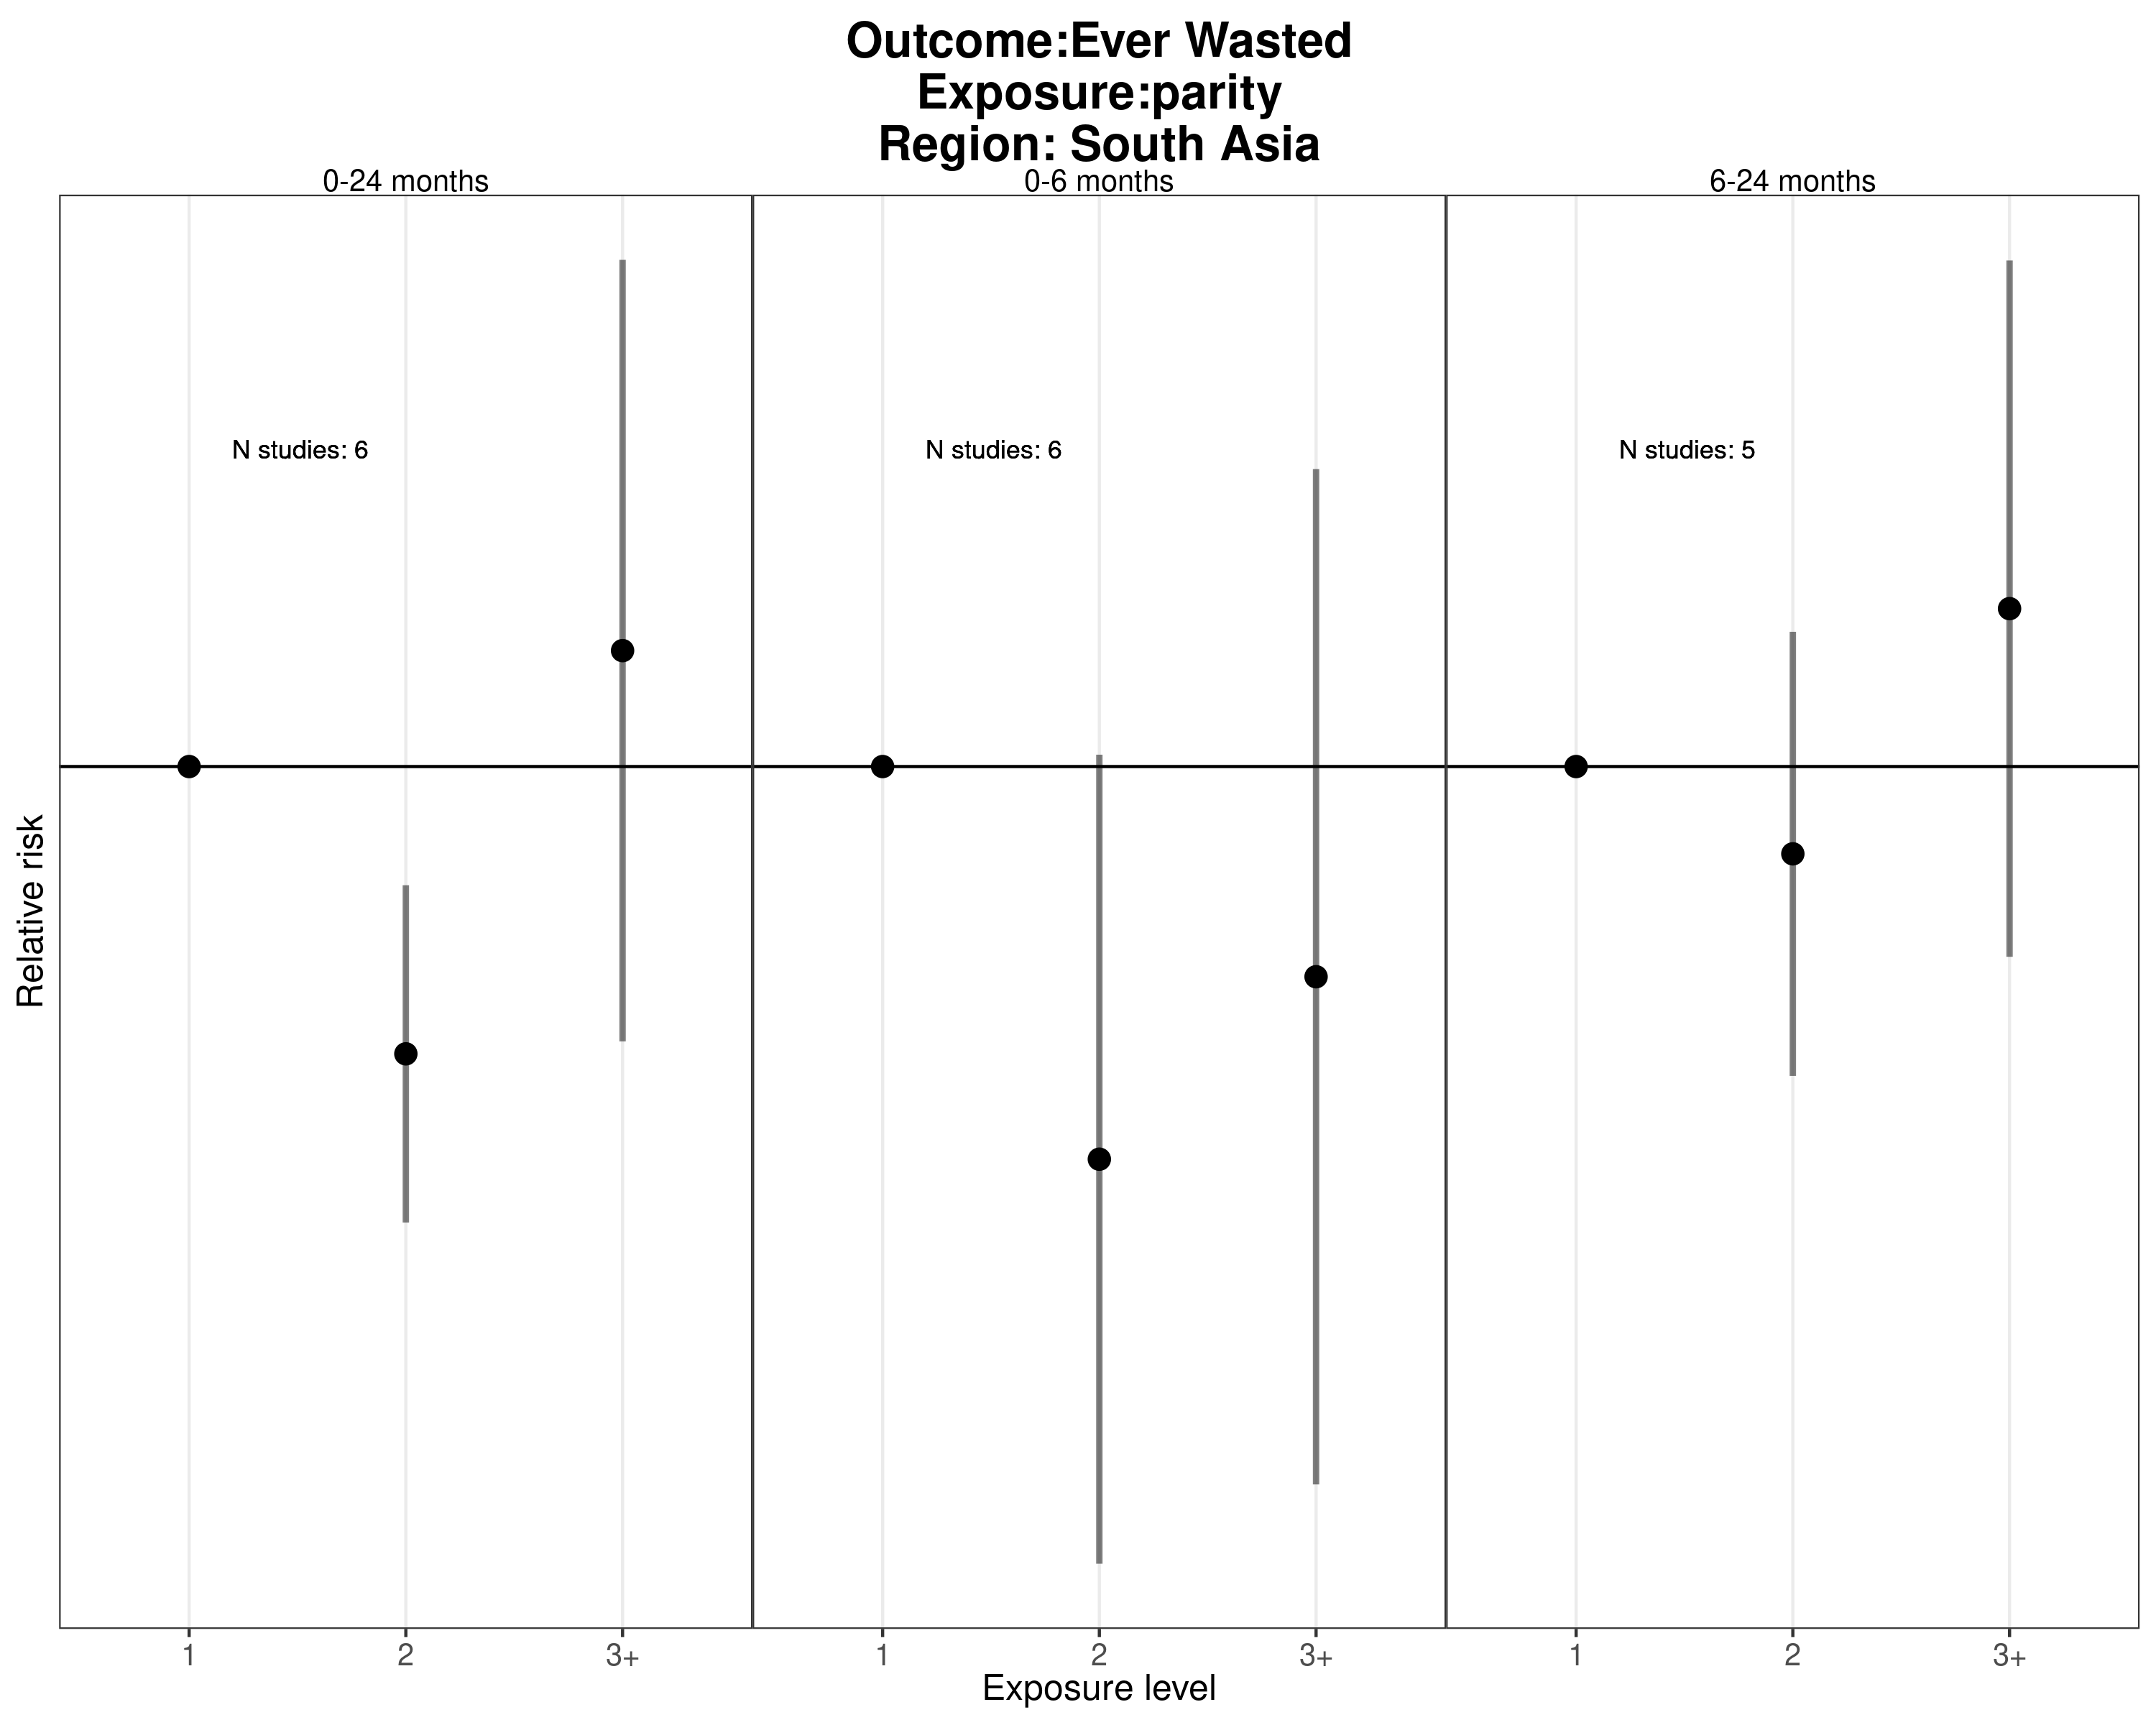 Outcome:Ever Wasted
Exposure:parity
Region: South Asia
0-24 months
0-6 months
6-24 months
N studies: 6
N studies: 6
N studies: 5
Relative risk
1
2
3+
1
2
3+
1
2
3+
Exposure level